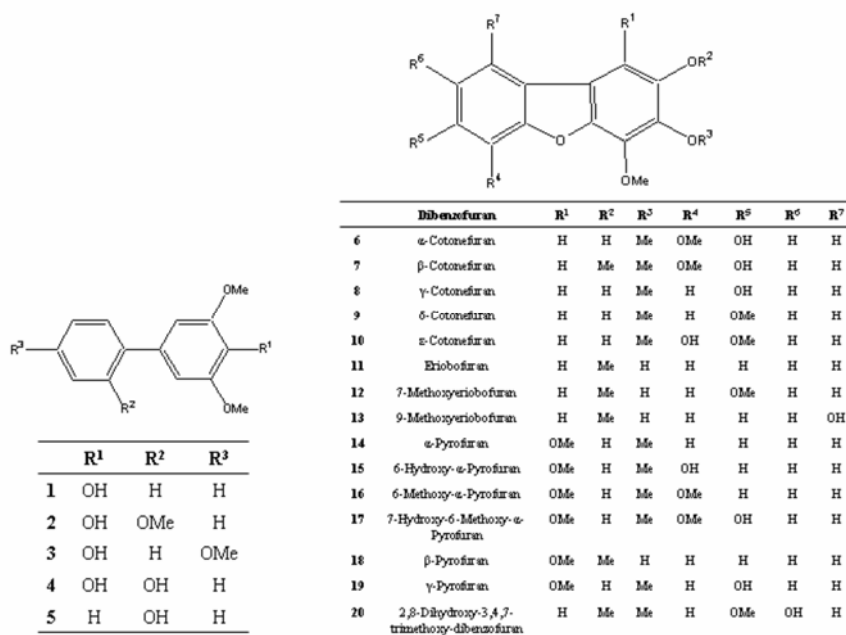 R⁷
R¹
R⁶
OR²
R⁵
O
OR³
R⁴
OMe
Dibenzofuran R¹ R² R³ R⁴ R⁵ R⁶ R⁷
6 α-Cotonefuran H H Me OMe OH H H
7 β-Cotonefuran H Me Me OMe OH H H
8 γ-Cotonefuran H H Me H OH H H
9 δ-Cotonefuran H H Me H OMe H H
10 ε-Cotonefuran H H Me OH OMe H H
11 Eriobofuran H Me H H H H H
12 7-Methoxyeriobofuran H Me H H OMe H H
13 9-Methoxyeriobofuran H Me H H H H OH
14 α-Pyrofuran OMe H Me H H H H
15 6-Hydroxy-α-Pyrofuran OMe H Me OH H H H
16 6-Methoxy-α-Pyrofuran OMe H Me OMe H H H
17 7-Hydroxy-6-Methoxy-α- OMe H Me OMe OH H H
Pyrofuran
18 β-Pyrofuran OMe Me H H H H H
19 γ-Pyrofuran OMe H Me H OH H H
20 2,8-Dihydroxy-3,4,7- H Me Me H OMe OH H
trimethoxy-dibenzofuran
OMe
R³
R¹
R²
OMe
R¹ R² R³
1 OH H H
2 OH OMe H
3 OH H OMe
4 OH OH H
5 H OH H